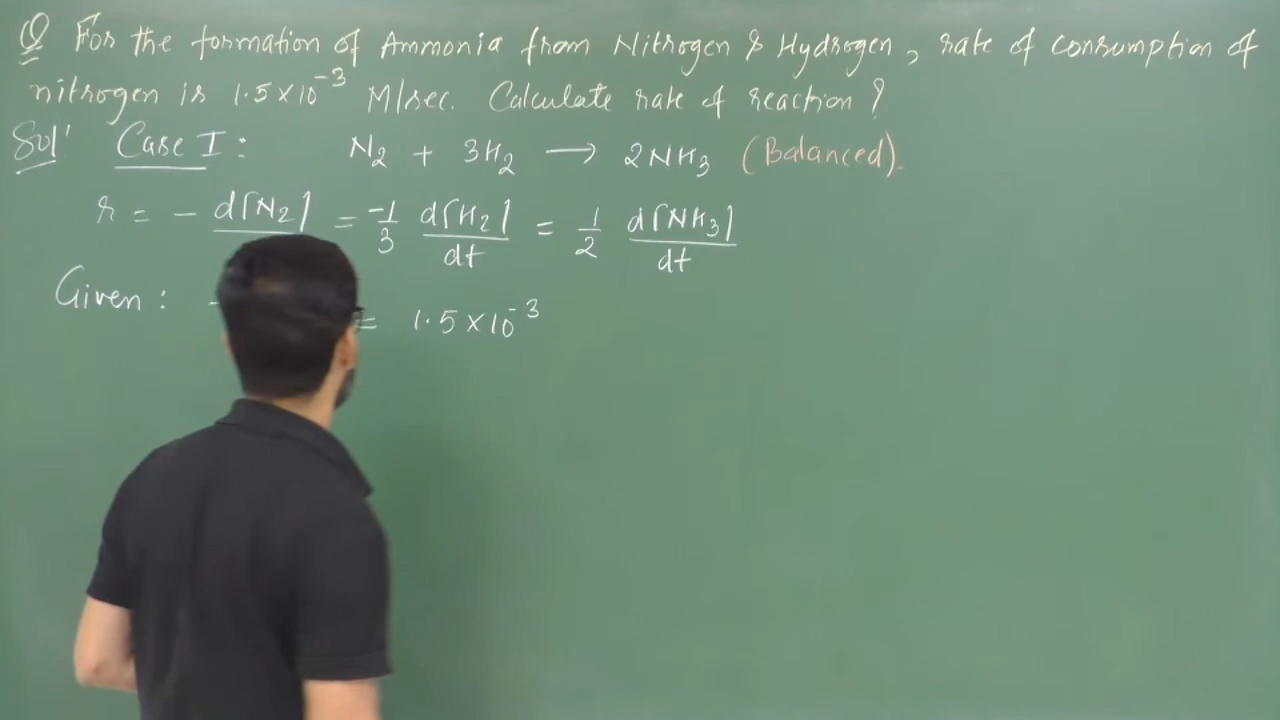 Q For the formation of Ammonia from Nitrogen & Hydrogen, rate of consumption of
nitrogen is 1.5×10⁻³ M/sec. Calculate rate of reaction?
Solⁿ Case I: N₂ + 3H₂ → 2NH₃ (Balanced).
r = - d[N₂] = -1/3 d[H₂]/dt = 1/2 d[NH₃]/dt
Given: - = 1.5×10⁻³